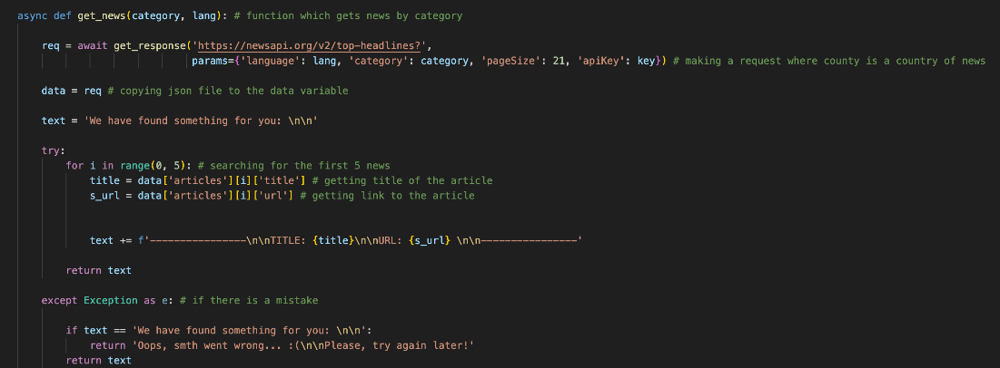 async def get_news(category, lang): # function which gets news by category
req = await get_response('https://newsapi.org/v2/top-headlines?',
params={'language': lang, 'category': category, 'pageSize': 21, 'apiKey': key}) # making a request where county is a country of news
data = req # copying json file to the data variable
text = 'We have found something for you: \n\n'
try:
for i in range(0, 5): # searching for the first 5 news
title = data['articles'][i]['title'] # getting title of the article
s_url = data['articles'][i]['url'] # getting link to the article
text += f'----------------\n\nTITLE: {title}\n\nURL: {s_url} \n\n----------------'
return text
except Exception as e: # if there is a mistake
if text == 'We have found something for you: \n\n':
return 'Oops, smth went wrong... :(\n\nPlease, try again later!'
return text